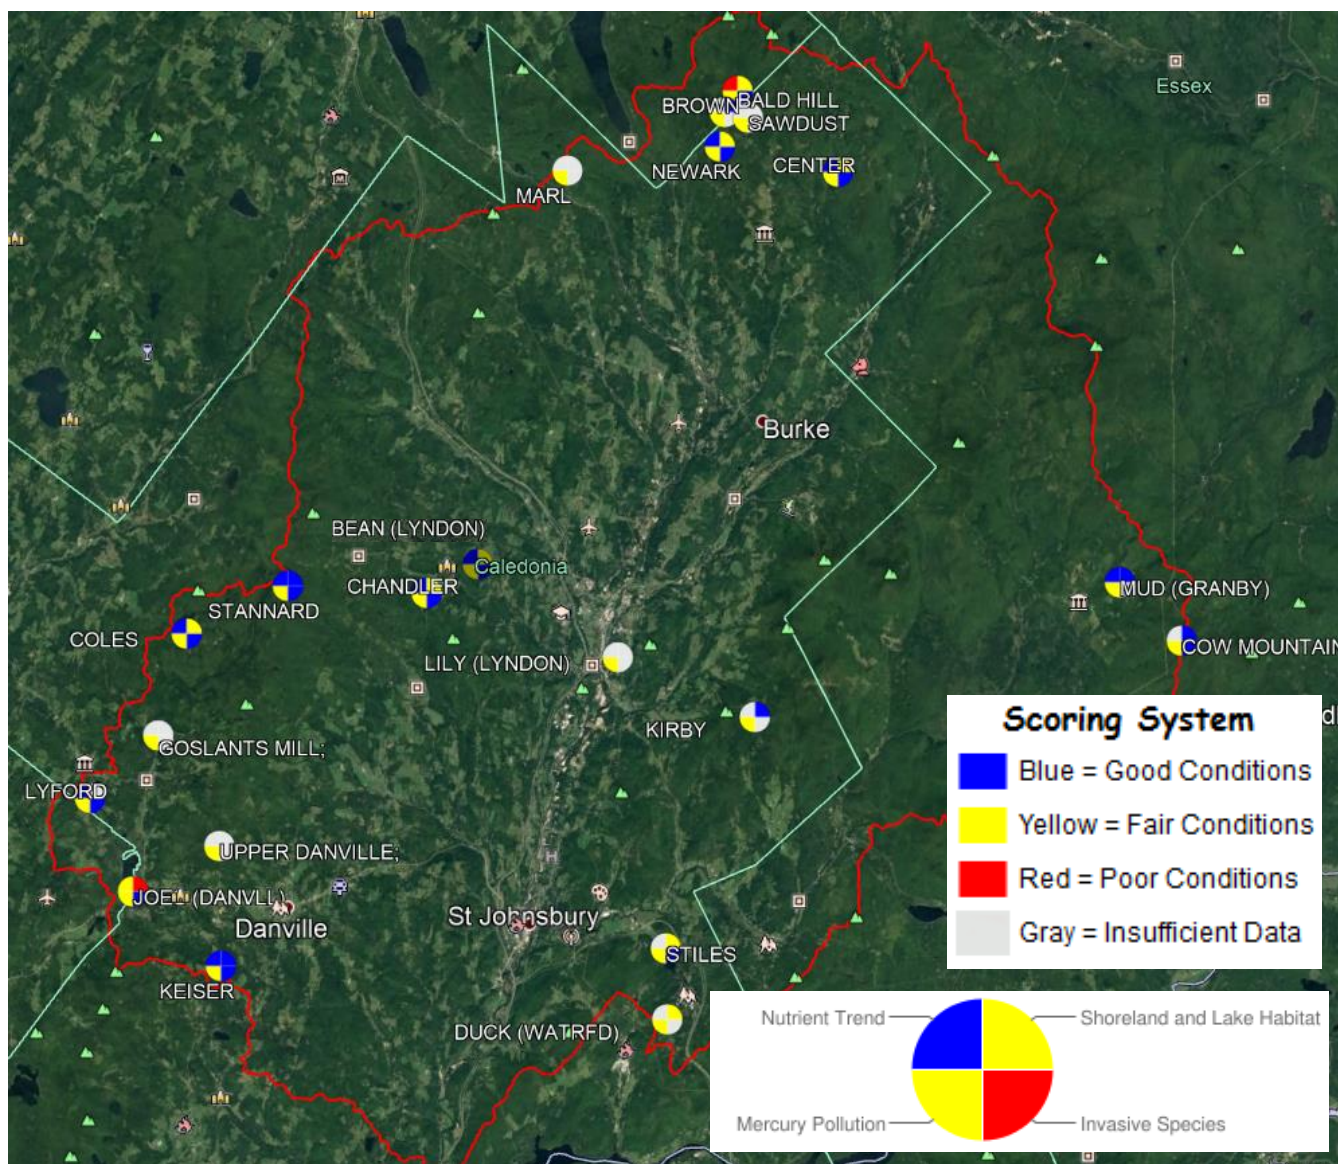 Essex
BROWN
BALD HILL
SAWDUST
NEWARK
CENTER
MARL
Burke
BEAN (LYNDON)
Caledonia
CHANDLER
STANNARD
MUD (GRANBY)
COLES
COW MOUNTAIN
LILY (LYNDON)
KIRBY
GOSLANTS MILL;
LYFORD
UPPER DANVILLE;
JOEL (DANVLL)
Danville
St Johnsbury
STILES
KEISER
DUCK (WATRFD)
H
Scoring System
Blue = Good Conditions
Yellow = Fair Conditions
Red = Poor Conditions
Gray = Insufficient Data
Nutrient Trend
Shoreland and Lake Habitat
Mercury Pollution
Invasive Species